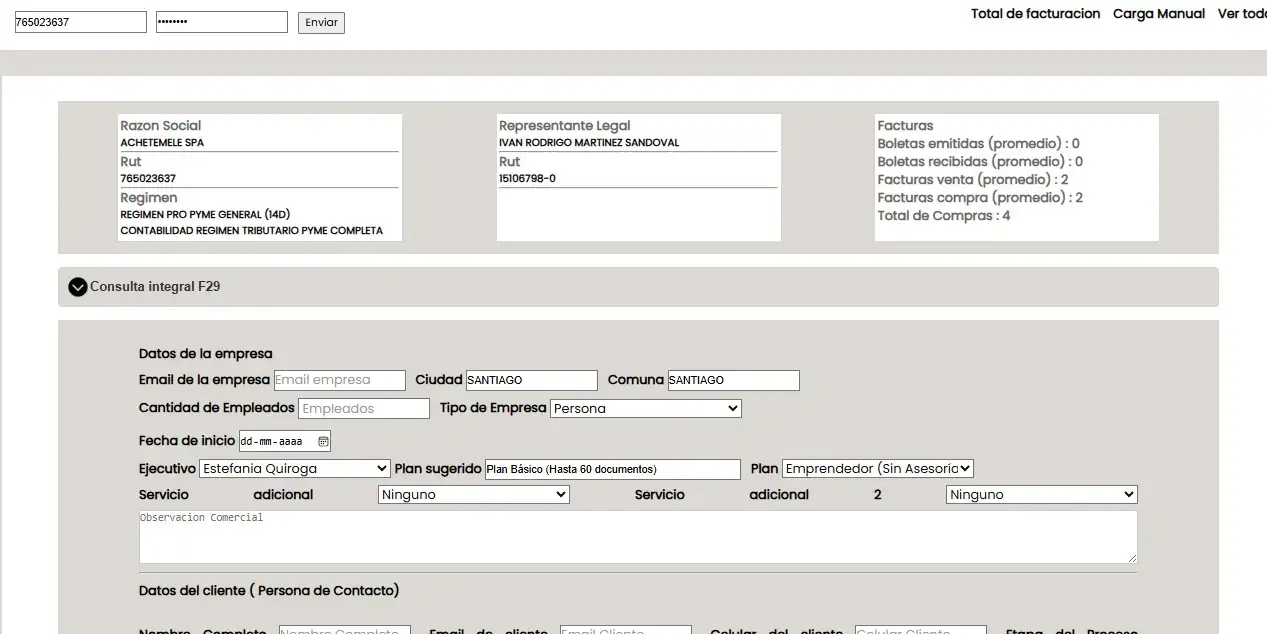 765023637 •••••••• Enviar Total de facturacion Carga Manual Ver todo
Razon Social
ACHETEMELE SPA
Rut
765023637
Regimen
REGIMEN PRO PYME GENERAL (14D)
CONTABILIDAD REGIMEN TRIBUTARIO PYME COMPLETA
Representante Legal
IVAN RODRIGO MARTINEZ SANDOVAL
Rut
15106798-0
Facturas
Boletas emitidas (promedio) : 0
Boletas recibidas (promedio) : 0
Facturas venta (promedio) : 2
Facturas compra (promedio) : 2
Total de Compras : 4
Consulta integral F29
Datos de la empresa
Email de la empresa Email empresa Ciudad SANTIAGO Comuna SANTIAGO
Cantidad de Empleados Empleados Tipo de Empresa Persona
Fecha de inicio dd-mm-aaaa
Ejecutivo Estefania Quiroga Plan sugerido Plan Básico (Hasta 60 documentos) Plan Emprendedor (Sin Asesoría
Servicio adicional Ninguno Servicio adicional 2 Ninguno
Observacion Comercial
Datos del cliente ( Persona de Contacto)
Nombre Completo Nombre Completo Email de cliente Email Cliente Celular del cliente Celular Cliente Etapa del Proceso